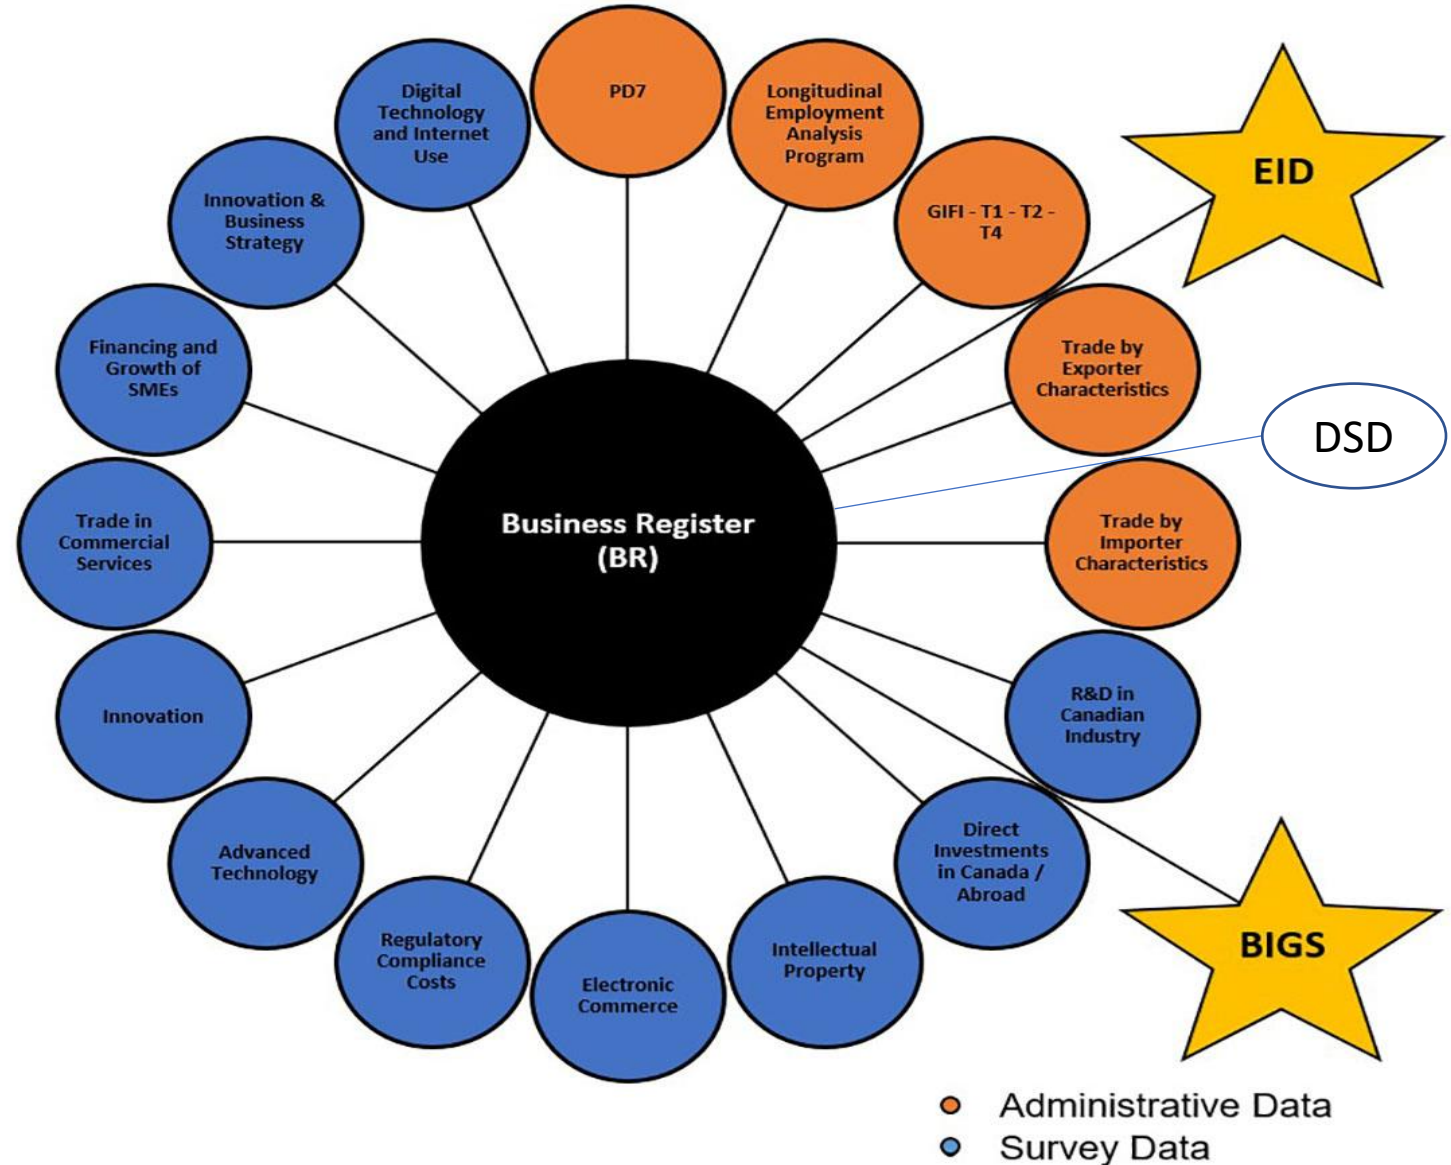 PD7
Longitudinal
Employment
Analysis
Program
GIFI - T1 - T2 -
T4
EID
Trade by
Exporter
Characteristics
DSD
Trade by
Importer
Characteristics
R&D in
Canadian
Industry
BIGS
Direct
Investments
in Canada /
Abroad
Intellectual
Property
Electronic
Commerce
Regulatory
Compliance
Costs
Advanced
Technology
Innovation
Trade in
Commercial
Services
Financing and
Growth of
SMEs
Innovation &
Business
Strategy
Digital
Technology
and Internet
Use
Business Register
(BR)
Administrative Data
Survey Data